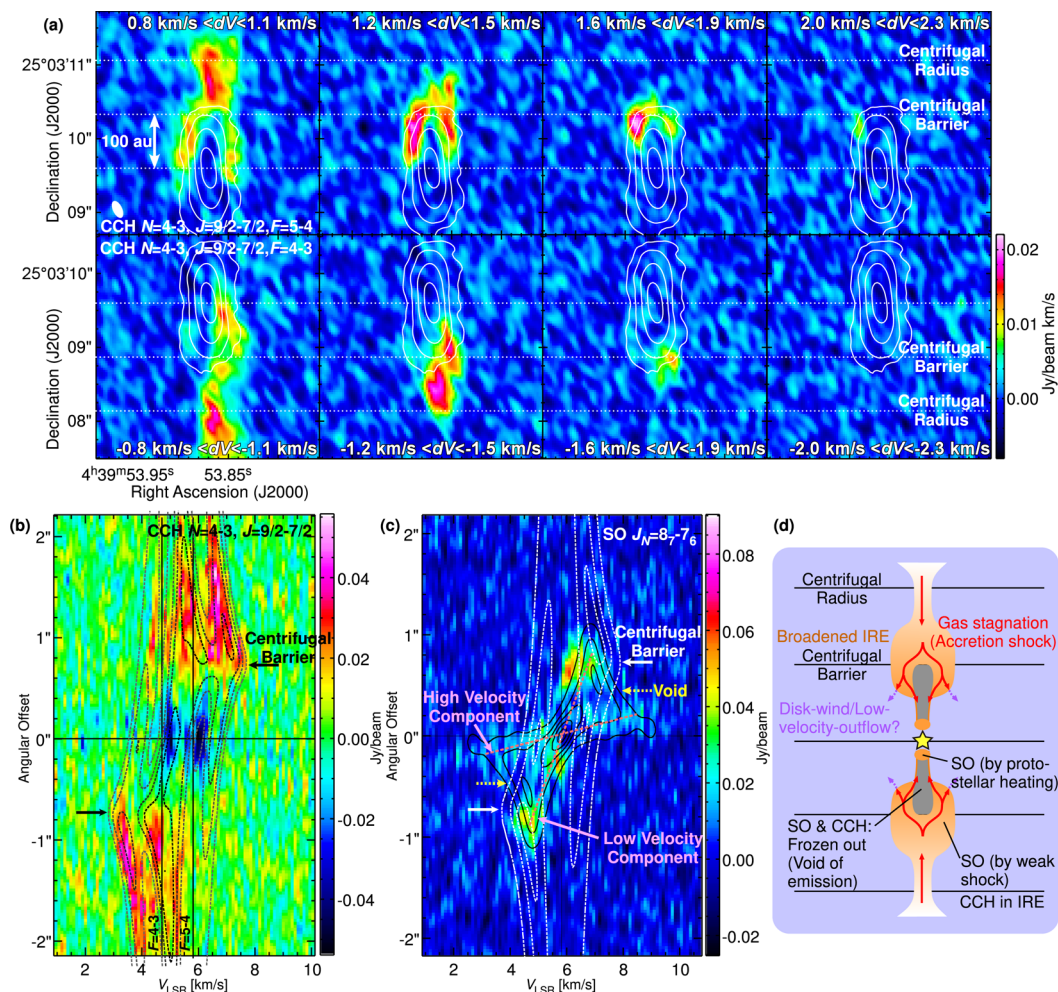 (a)
0.8 km/s <dV<1.1 km/s
1.2 km/s <dV<1.5 km/s
1.6 km/s <dV<1.9 km/s
2.0 km/s <dV<2.3 km/s
25°03'11"
10"
09"
Declination (J2000)
100 au
Centrifugal
Radius
Centrifugal
Barrier
CCH N=4-3, J=9/2-7/2,F=5-4
CCH N=4-3, J=9/2-7/2,F=4-3
25°03'10"
09"
08"
Declination (J2000)
Centrifugal
Barrier
Centrifugal
Radius
-0.8 km/s <dV<-1.1 km/s
-1.2 km/s <dV<-1.5 km/s
-1.6 km/s <dV<-1.9 km/s
-2.0 km/s <dV<-2.3 km/s
0.02
0.01
0.00
Jy/beam km/s
4h39m53.95s
53.85s
Right Ascension (J2000)
(b)
CCH N=4-3, J=9/2-7/2
2"
1"
0"
-1"
-2"
Angular Offset
Centrifugal
Barrier
F=4-3
F=5-4
2
4
6
8
10
VLSR [km/s]
0.04
0.02
0.00
-0.02
-0.04
Jy/beam
(c)
SO JN=87-76
2"
1"
0"
-1"
-2"
Angular Offset
Centrifugal
Barrier
Void
High Velocity
Component
Low Velocity
Component
2
4
6
8
10
VLSR [km/s]
0.08
0.06
0.04
0.02
0.00
-0.02
Jy/beam
(d)
Centrifugal
Radius
Gas stagnation
(Accretion shock)
Broadened IRE
Centrifugal
Barrier
Disk-wind/Low-
velocity-outflow?
SO (by proto-
stellar heating)
SO & CCH:
Frozen out
(Void of
emission)
SO (by weak
shock)
CCH in IRE